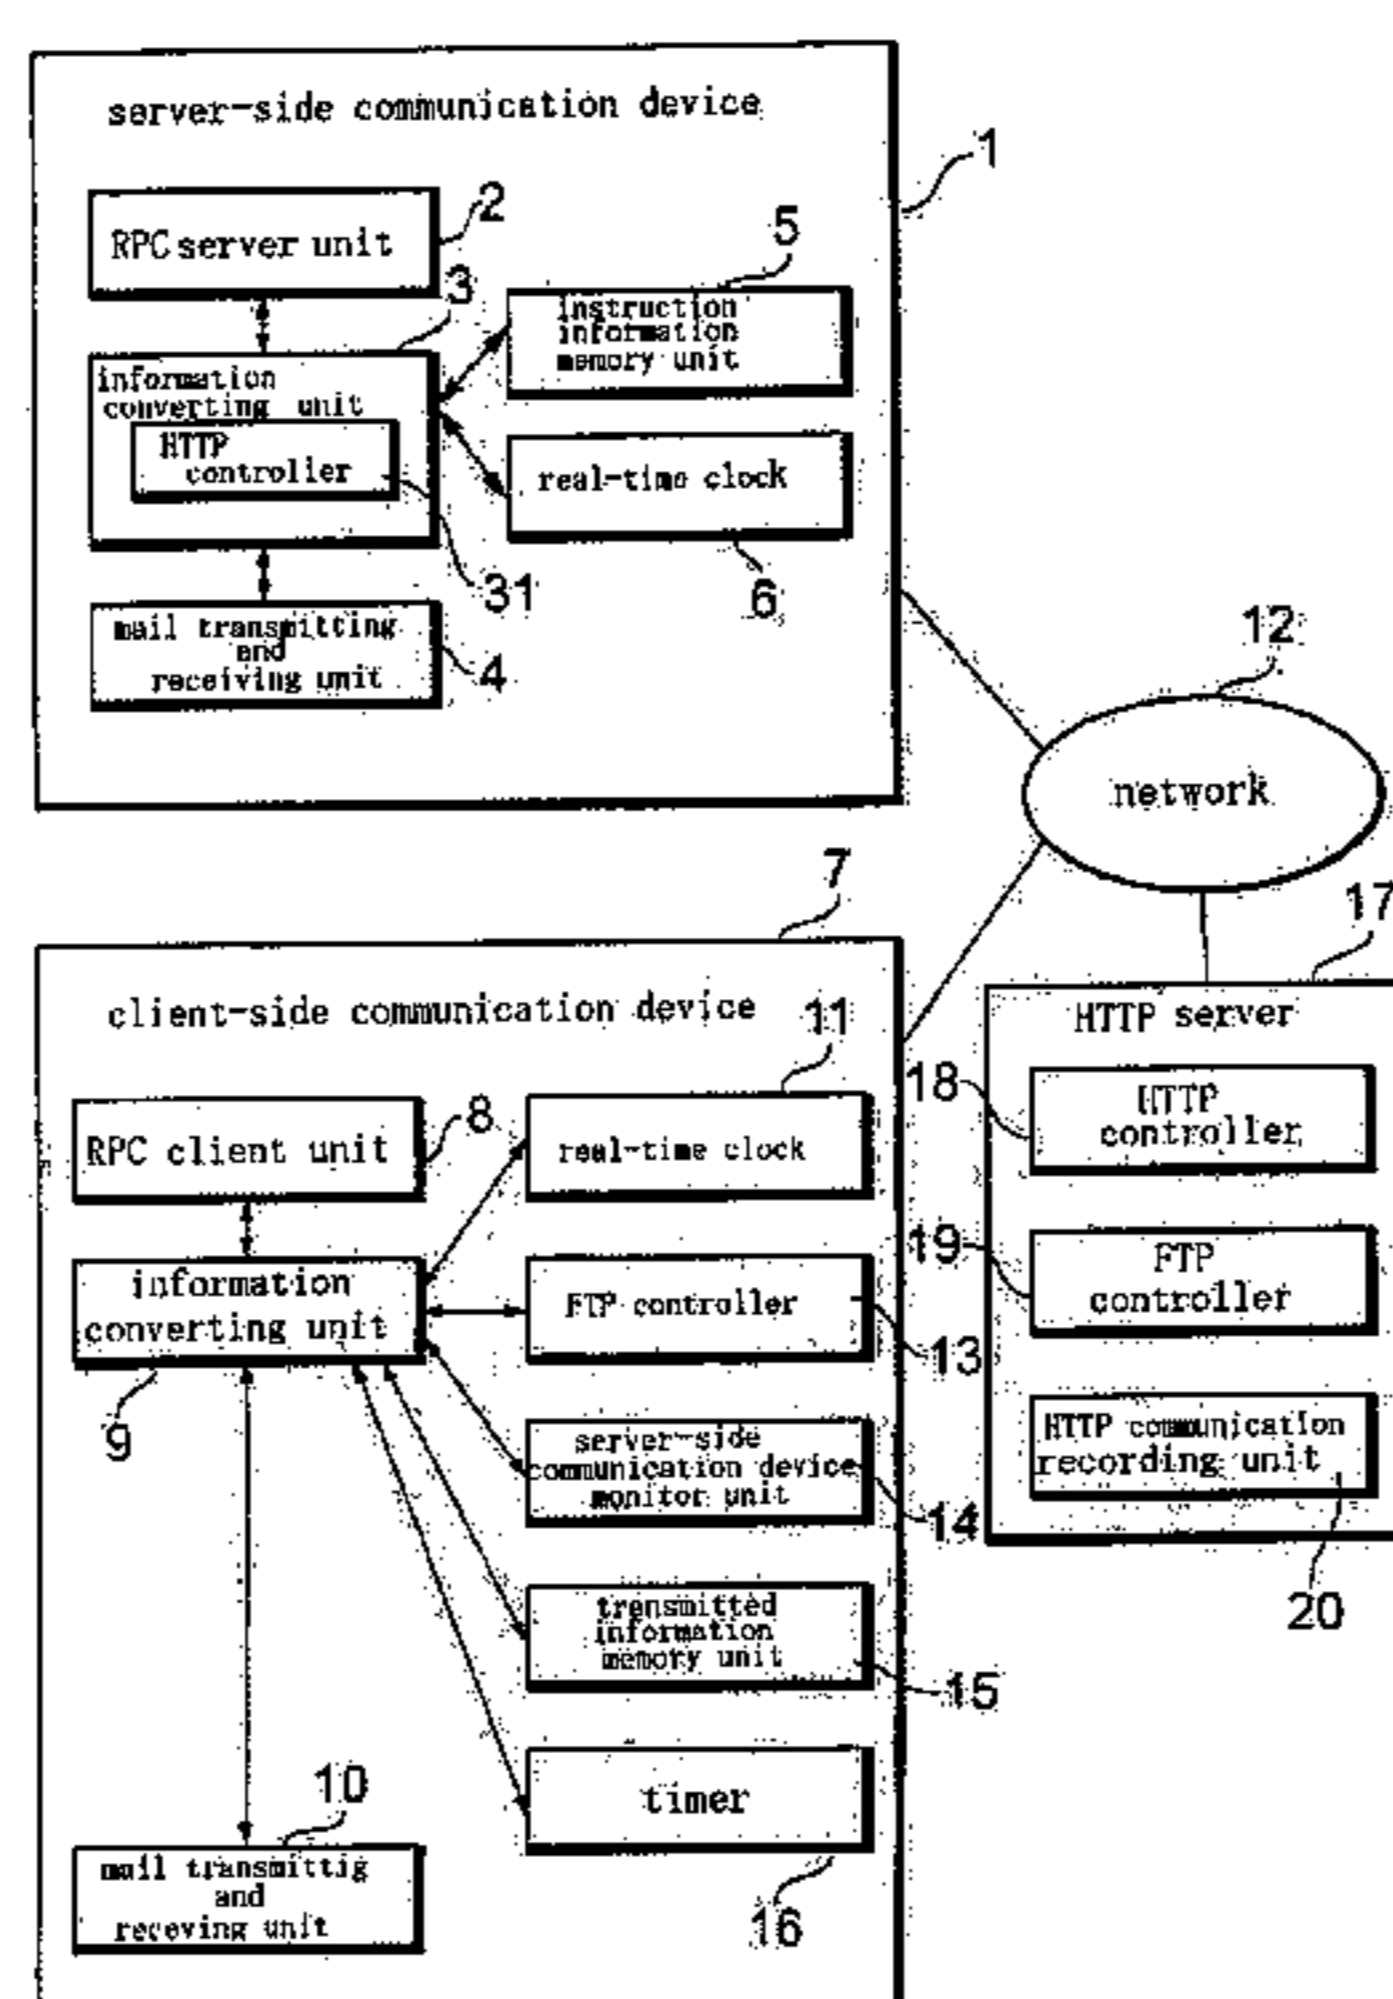 server-side communication device
1
2
RPC server unit
5
3
instruction
information
memory unit
information
converting unit
HTTP
controller
real-time clock
31
6
mail transmitting
and
receiving unit
4
12
network
7
17
client-side communication device
11
HTTP server
18
HTTP
controller
8
RPC client unit
real-time clock
19
FTP
controller
information
converting unit
FTP controller
13
9
server-side
communication device
monitor unit
14
HTTP communication
recording unit
20
transmitted
information
memory unit
15
10
timer
mail transmittig
and
receving unit
16